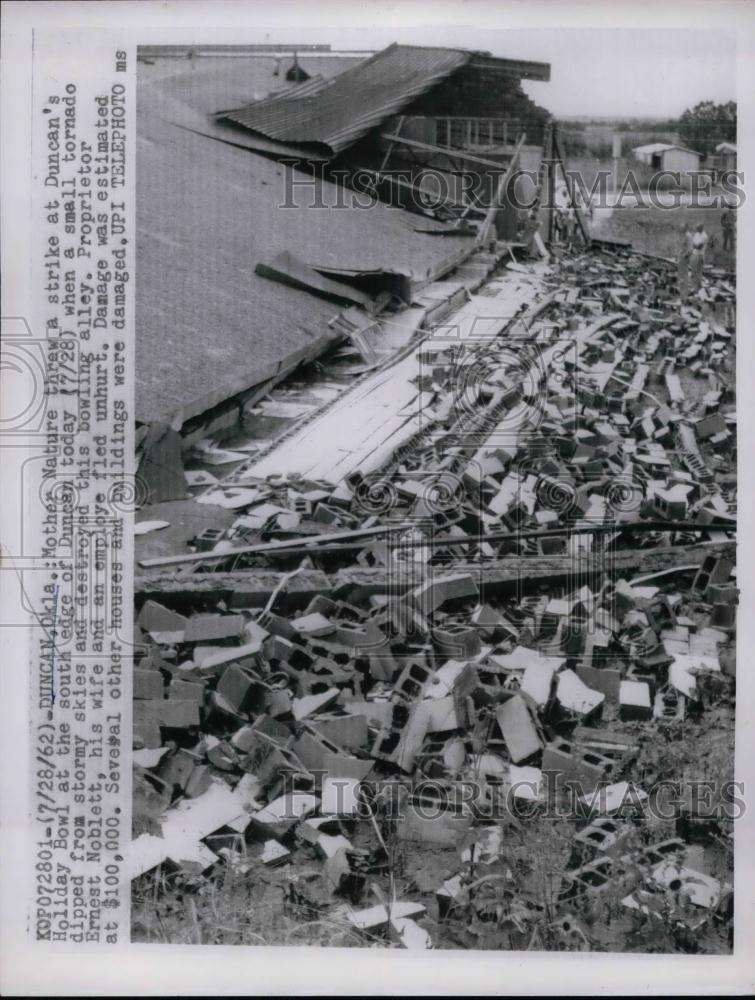 KOP072801-(7/28/62)-DUNCAN,Okla.:Mother Nature threw a strike at Duncan's
Holiday Bowl at the south edge of Duncan today (7/28) when a small tornado
dipped from stormy skies and destroyed this bowling alley. Proprietor
Ernest Noblett, his wife and an employe fled unhurt. Damage was estimated
at $100,000. Several other houses and buildings were damaged.UPI TELEPHOTO ms
HISTORIC IMAGES
HISTORIC IMAGES
HISTORIC IMAGES